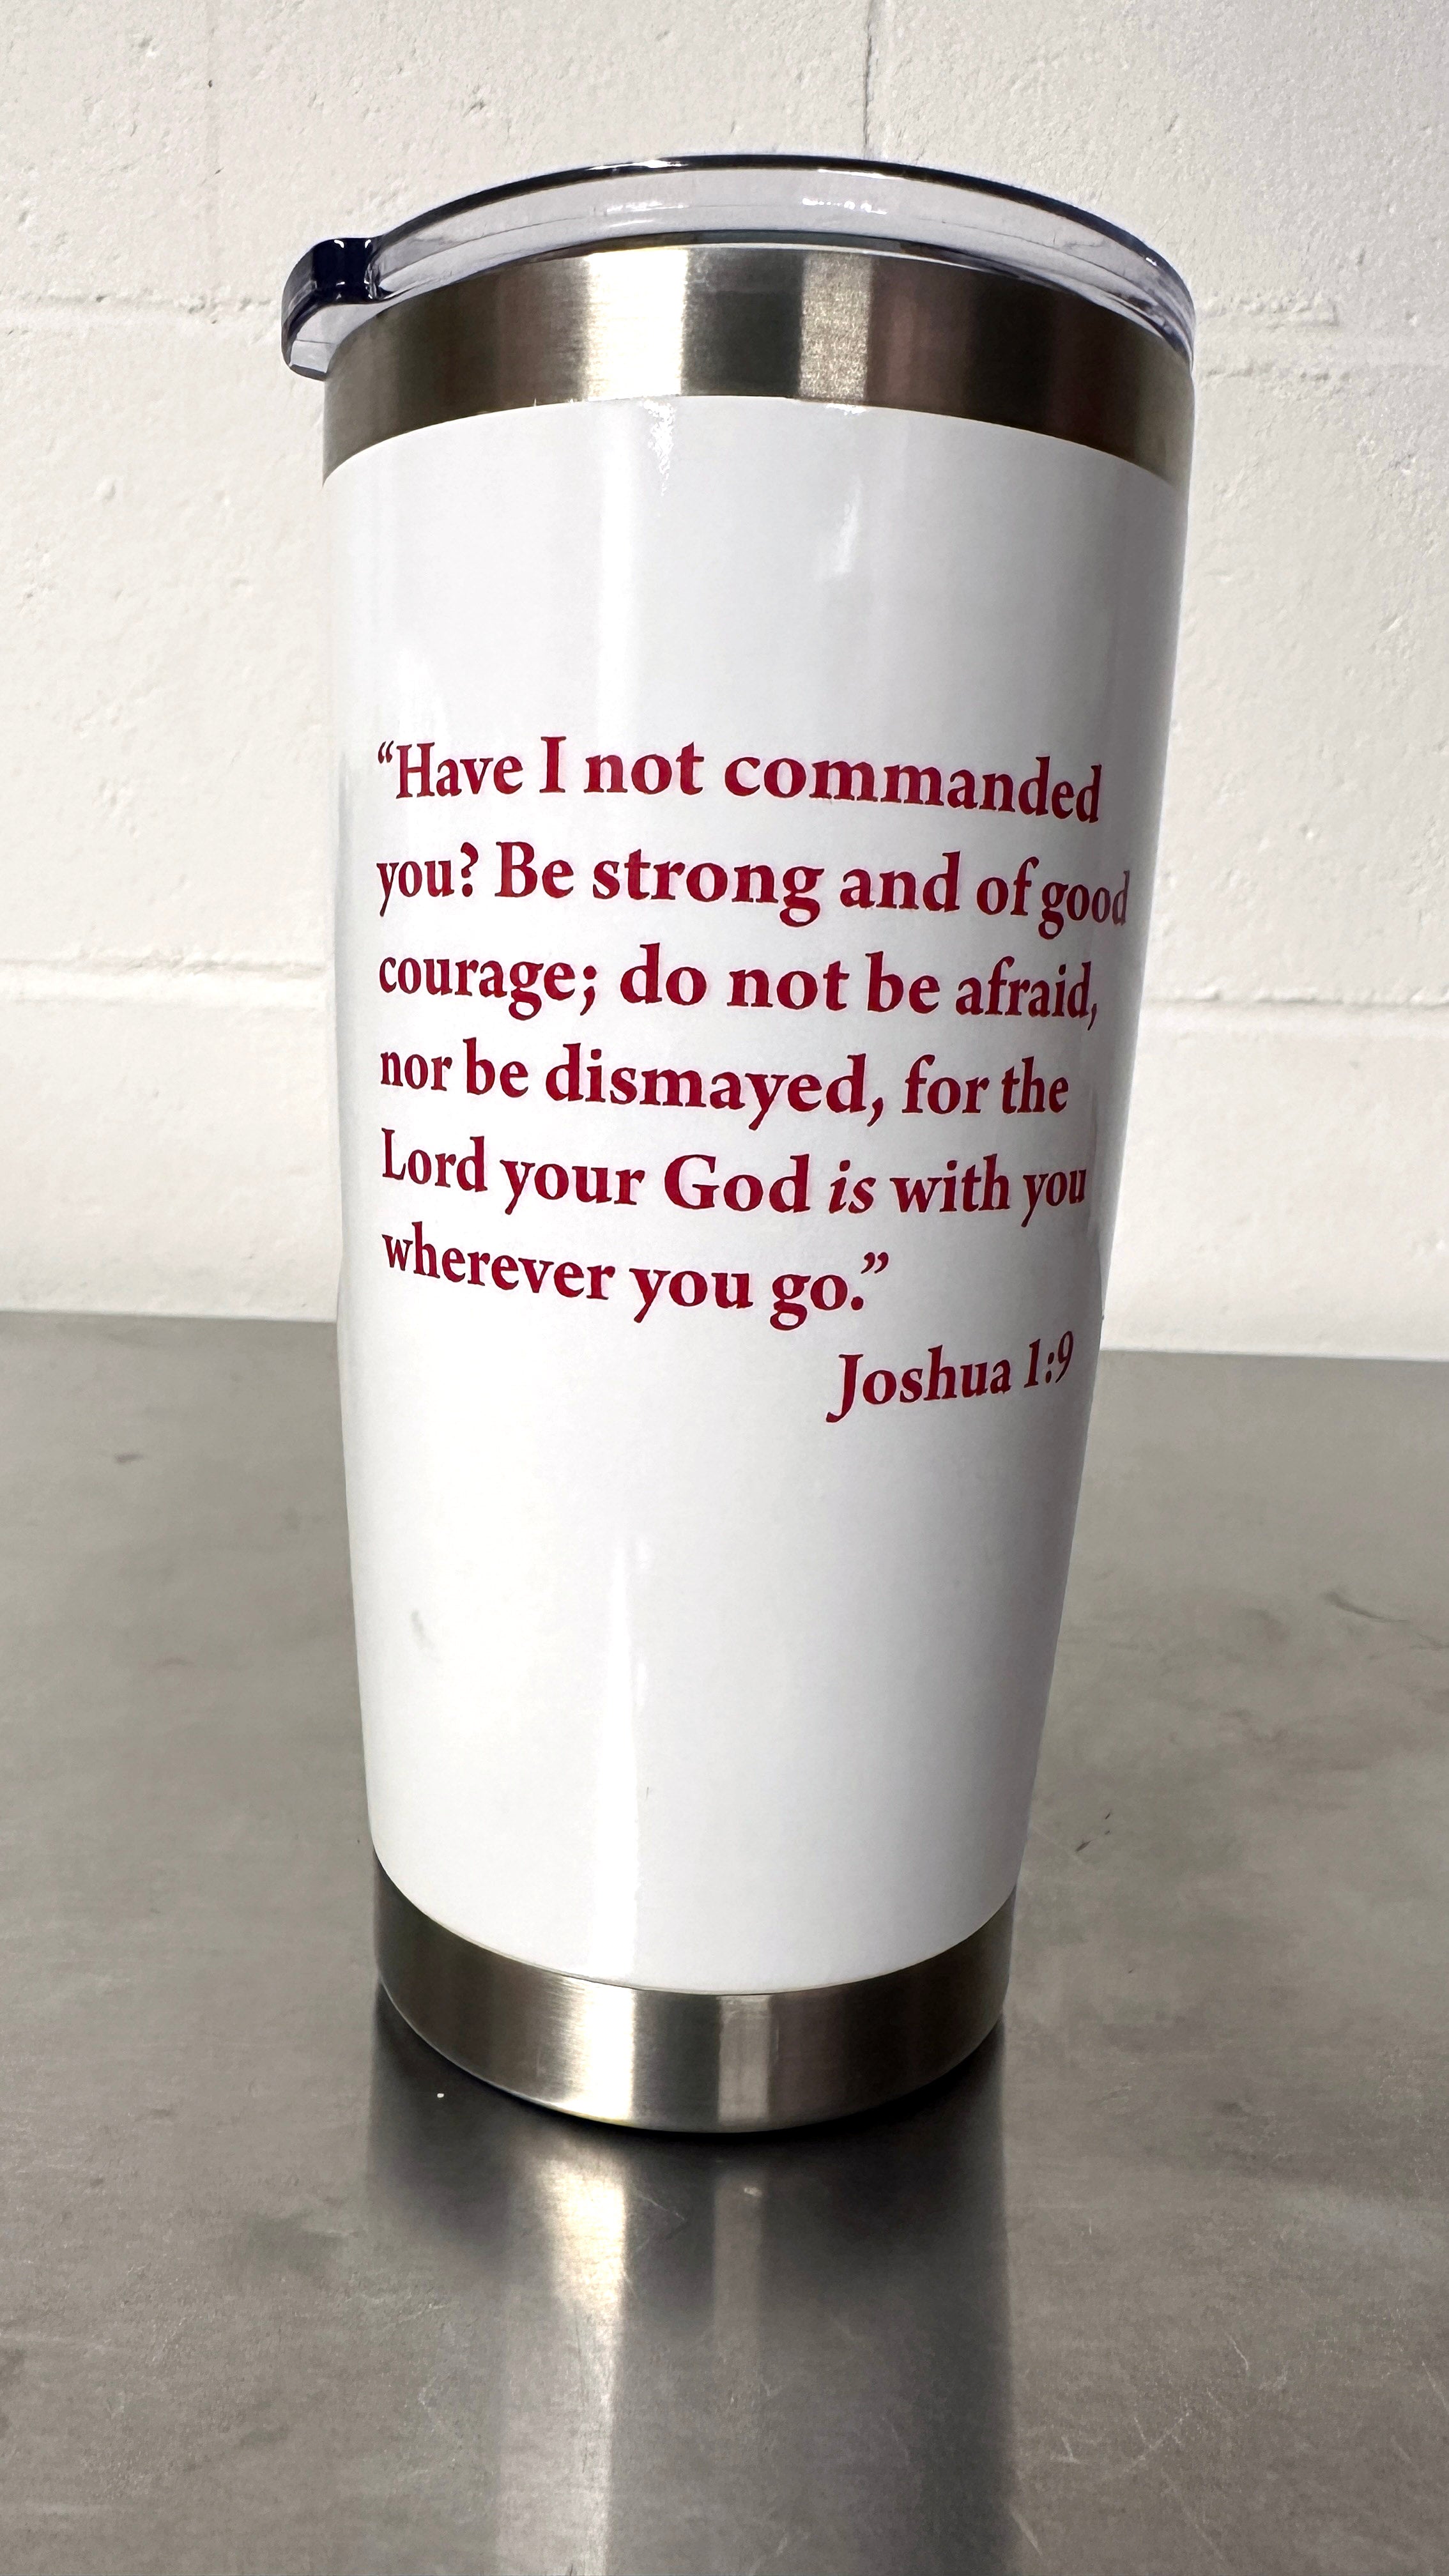 “Have I not commanded
you? Be strong and of good
courage; do not be afraid,
nor be dismayed, for the
Lord your God is with you
wherever you go.”
Joshua 1:9